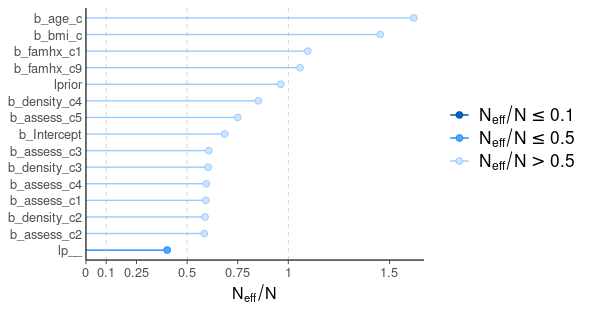 b_age_c
b_bmi_c
b_famhx_c1
b_famhx_c9
lprior
b_density_c4
b_assess_c5
b_Intercept
b_assess_c3
b_density_c3
b_assess_c4
b_assess_c1
b_density_c2
b_assess_c2
lp__
0 0.1 0.25 0.5 0.75 1 1.5
Neff/N
Neff/N ≤ 0.1
Neff/N ≤ 0.5
Neff/N > 0.5